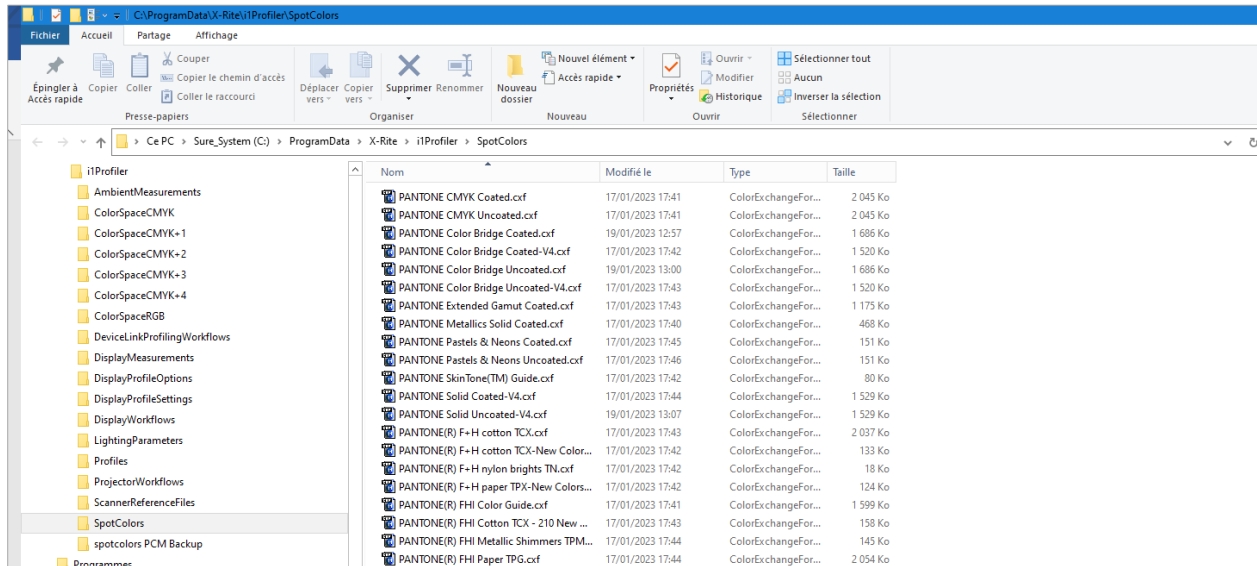 C:\ProgramData\X-Rite\i1Profiler\SpotColors
Fichier Accueil Partage Affichage
Épingler à Accès rapide
Copier
Coller
Couper
Copier le chemin d'accès
Coller le raccourci
Presse-papiers
Déplacer vers
Copier vers
Supprimer
Renommer
Organiser
Nouveau dossier
Nouvel élément
Accès rapide
Nouveau
Propriétés
Ouvrir
Modifier
Historique
Ouvrir
Sélectionner tout
Aucun
Inverser la sélection
Sélectionner
Ce PC > Sure_System (C:) > ProgramData > X-Rite > i1Profiler > SpotColors
i1Profiler
AmbientMeasurements
ColorSpaceCMYK
ColorSpaceCMYK+1
ColorSpaceCMYK+2
ColorSpaceCMYK+3
ColorSpaceCMYK+4
ColorSpaceRGB
DeviceLinkProfilingWorkflows
DisplayMeasurements
DisplayProfileOptions
DisplayProfileSettings
DisplayWorkflows
LightingParameters
Profiles
ProjectorWorkflows
ScannerReferenceFiles
SpotColors
spotcolors PCM Backup
Programmes
Nom Modifié le Type Taille
PANTONE CMYK Coated.cxf 17/01/2023 17:41 ColorExchangeFor... 2 045 Ko
PANTONE CMYK Uncoated.cxf 17/01/2023 17:41 ColorExchangeFor... 2 045 Ko
PANTONE Color Bridge Coated.cxf 19/01/2023 12:57 ColorExchangeFor... 1 686 Ko
PANTONE Color Bridge Coated-V4.cxf 17/01/2023 17:42 ColorExchangeFor... 1 520 Ko
PANTONE Color Bridge Uncoated.cxf 19/01/2023 13:00 ColorExchangeFor... 1 686 Ko
PANTONE Color Bridge Uncoated-V4.cxf 17/01/2023 17:43 ColorExchangeFor... 1 520 Ko
PANTONE Extended Gamut Coated.cxf 17/01/2023 17:43 ColorExchangeFor... 1 175 Ko
PANTONE Metallics Solid Coated.cxf 17/01/2023 17:40 ColorExchangeFor... 468 Ko
PANTONE Pastels & Neons Coated.cxf 17/01/2023 17:45 ColorExchangeFor... 151 Ko
PANTONE Pastels & Neons Uncoated.cxf 17/01/2023 17:46 ColorExchangeFor... 151 Ko
PANTONE SkinTone(TM) Guide.cxf 17/01/2023 17:42 ColorExchangeFor... 80 Ko
PANTONE Solid Coated-V4.cxf 17/01/2023 17:44 ColorExchangeFor... 1 529 Ko
PANTONE Solid Uncoated-V4.cxf 19/01/2023 13:07 ColorExchangeFor... 1 529 Ko
PANTONE(R) F+H cotton TCX.cxf 17/01/2023 17:43 ColorExchangeFor... 2 037 Ko
PANTONE(R) F+H cotton TCX-New Color... 17/01/2023 17:42 ColorExchangeFor... 133 Ko
PANTONE(R) F+H nylon brights TN.cxf 17/01/2023 17:42 ColorExchangeFor... 18 Ko
PANTONE(R) F+H paper TPX-New Colors... 17/01/2023 17:42 ColorExchangeFor... 124 Ko
PANTONE(R) FHI Color Guide.cxf 17/01/2023 17:41 ColorExchangeFor... 1 599 Ko
PANTONE(R) FHI Cotton TCX - 210 New ... 17/01/2023 17:43 ColorExchangeFor... 158 Ko
PANTONE(R) FHI Metallic Shimmers TPM... 17/01/2023 17:44 ColorExchangeFor... 145 Ko
PANTONE(R) FHI Paper TPG.cxf 17/01/2023 17:44 ColorExchangeFor... 2 054 Ko